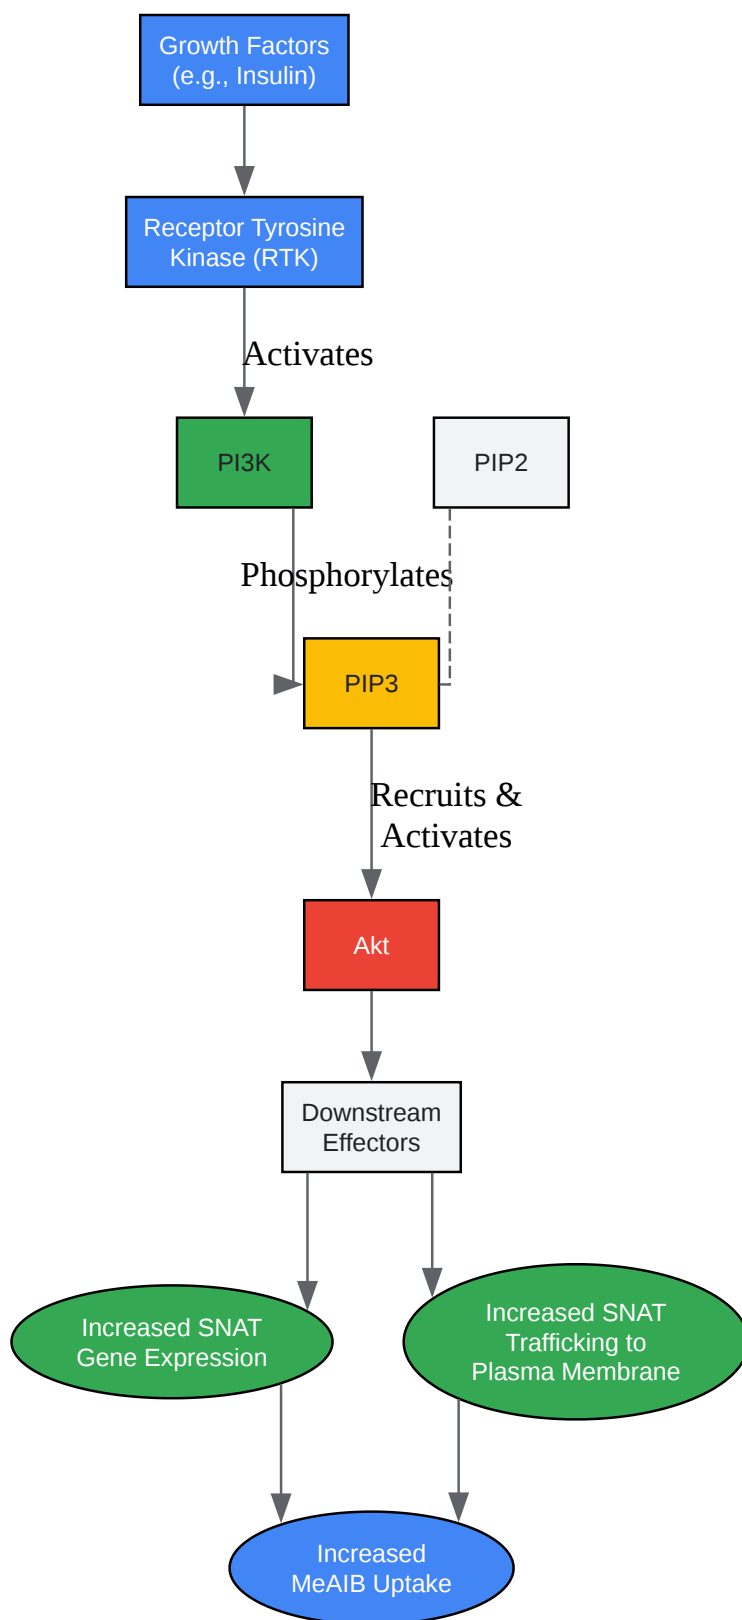 Growth Factors
(e.g., Insulin)
Receptor Tyrosine
Kinase (RTK)
Activates
PI3K
PIP2
Phosphorylates
PIP3
Recruits &
Activates
Akt
Downstream
Effectors
Increased SNAT
Gene Expression
Increased SNAT
Trafficking to
Plasma Membrane
Increased
MeAIB Uptake